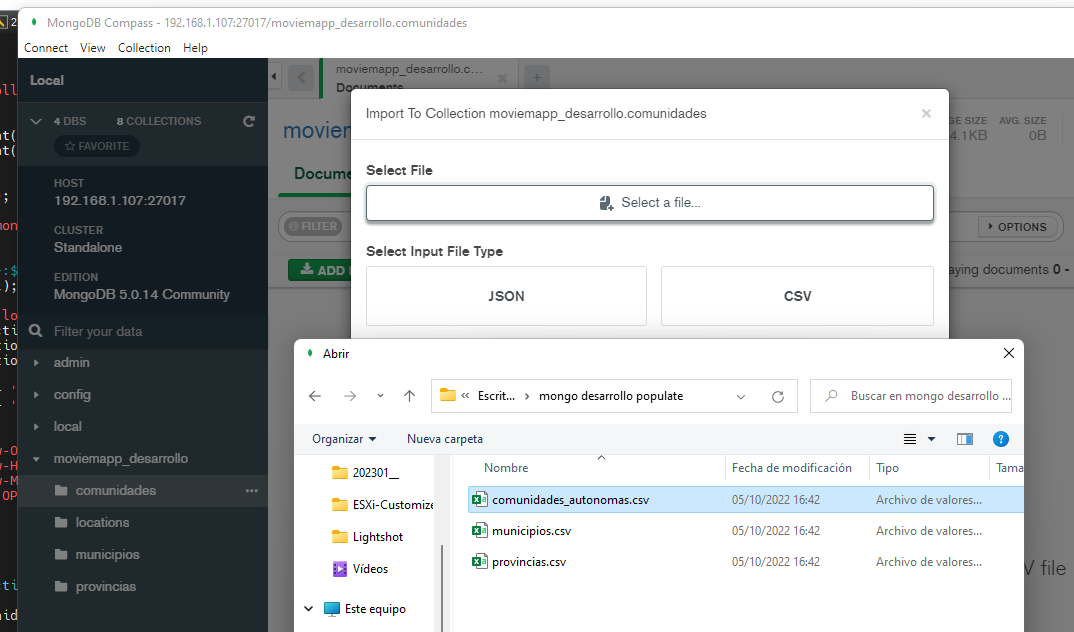 MongoDB Compass - 192.168.1.107:27017/moviemapp_desarrollo.comunidades
Connect View Collection Help
Local
4 DBS 8 COLLECTIONS
FAVORITE
HOST
192.168.1.107:27017
CLUSTER
Standalone
EDITION
MongoDB 5.0.14 Community
Filter your data
admin
config
local
moviemapp_desarrollo
comunidades
locations
municipios
provincias
moviemapp_desarrollo.c...
Documents
+
moviem
GE SIZE AVG. SIZE
4.1KB 0B
Docume
FILTER
OPTIONS
ADD
aying documents 0 -
Import To Collection moviemapp_desarrollo.comunidades
Select File
Select a file...
Select Input File Type
JSON CSV
Abrir
« Escrit... › mongo desarrollo populate
Buscar en mongo desarrollo ...
Organizar Nueva carpeta
?
Nombre Fecha de modificación Tipo Tama
202301__
ESXi-Customize
Lightshot
Vídeos
Este equipo
comunidades_autonomas.csv 05/10/2022 16:42 Archivo de valores...
municipios.csv 05/10/2022 16:42 Archivo de valores...
provincias.csv 05/10/2022 16:42 Archivo de valores...
V file